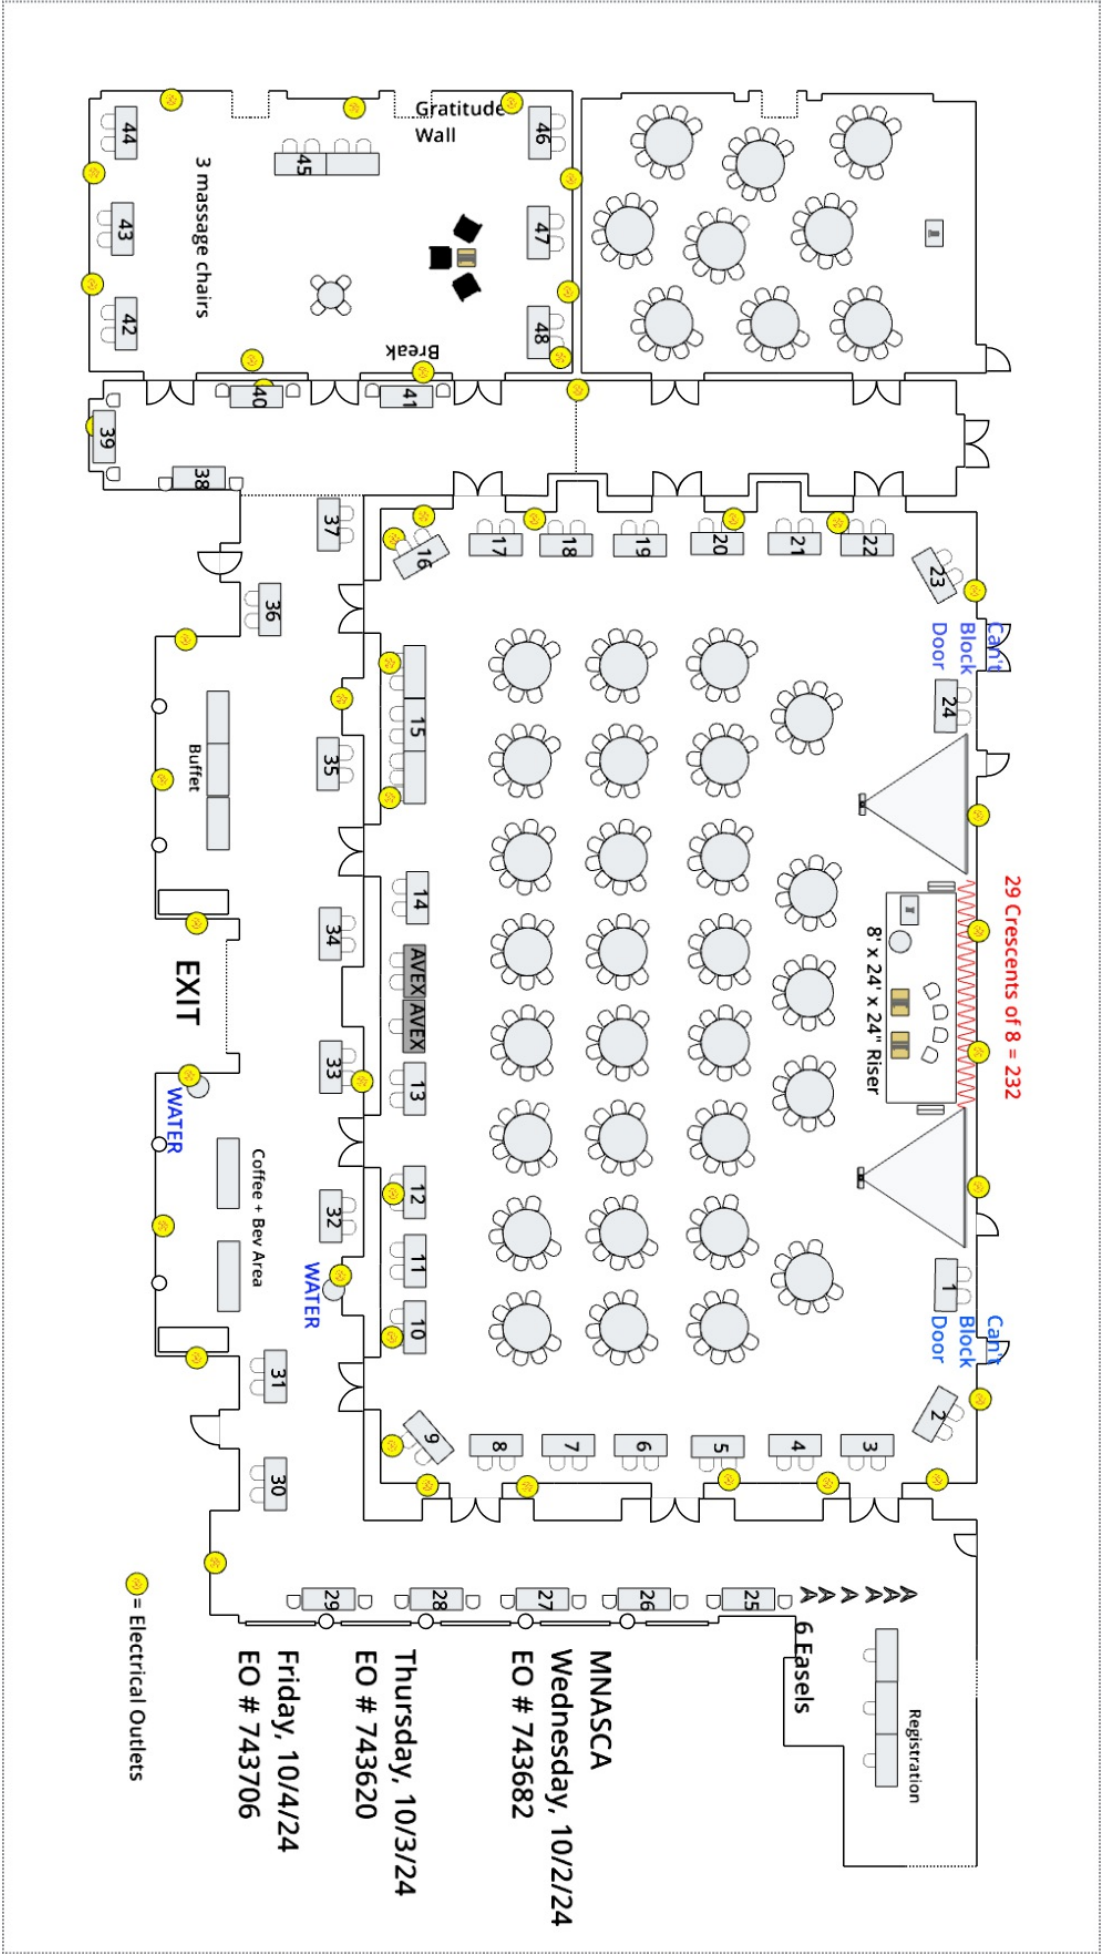 Gratitude
Wall
44
43
42
3 massage chairs
45
46
47
48
Break
40
41
39
38
37
36
16
17
18
19
20
21
22
23
Can't
Block
Door
24
15
35
Buffet
14
AVEX
AVEX
34
EXIT
33
13
WATER
29 Crescents of 8 = 232
8' x 24' x 24" Riser
Coffee + Bev Area
12
32
11
WATER
10
1
Can't
Block
Door
31
2
9
8
7
6
5
4
3
30
29
28
27
26
25
6 Easels
Registration
MNASCA
Wednesday, 10/2/24
EO # 743682
Thursday, 10/3/24
EO # 743620
Friday, 10/4/24
EO # 743706
= Electrical Outlets